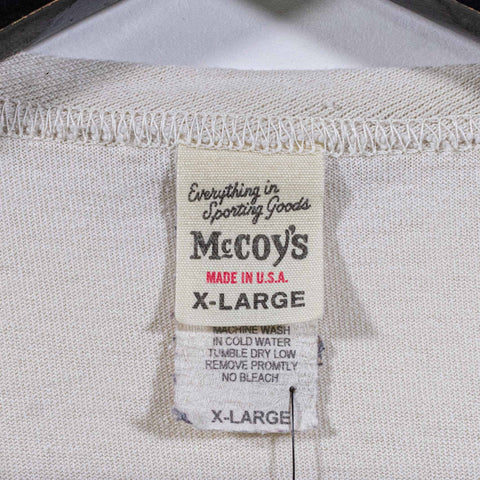 Everything in
Sporting Goods
McCOY'S
MADE IN U.S.A.
X-LARGE
MACHINE WASH
IN COLD WATER
TUMBLE DRY LOW
REMOVE PROMTLY
NO BLEACH
X-LARGE